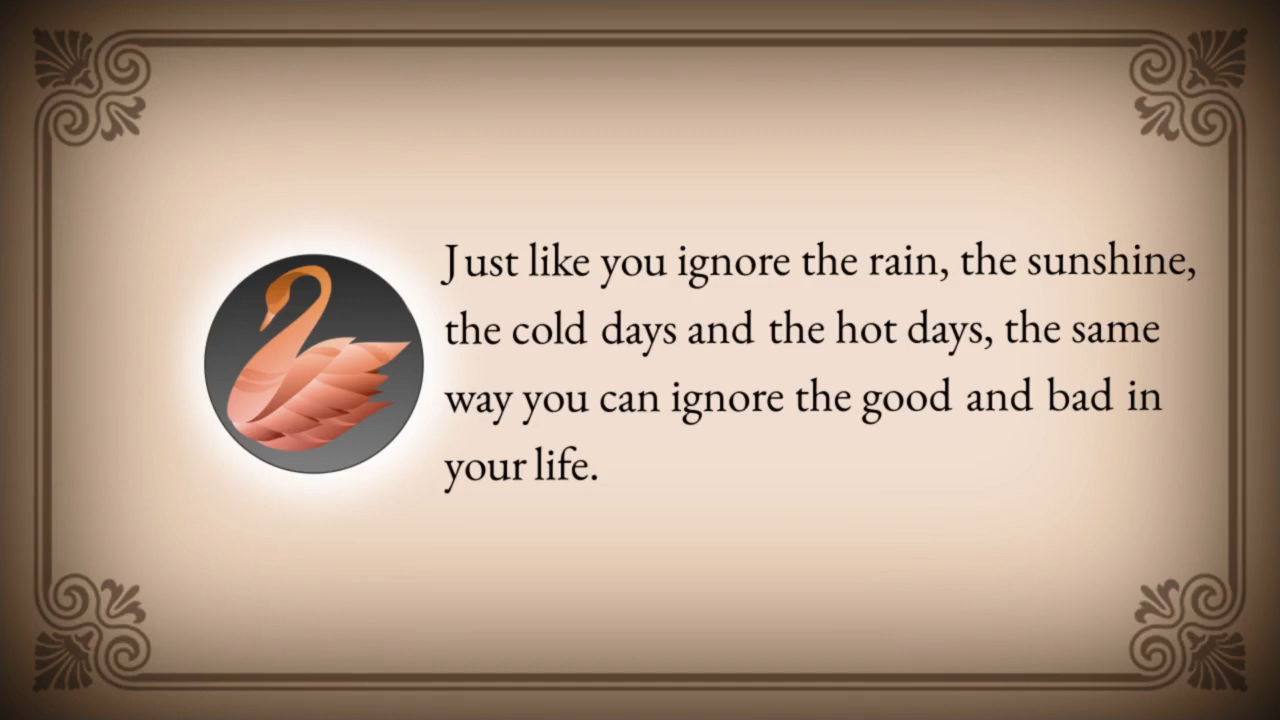 Just like you ignore the rain, the sunshine,
the cold days and the hot days, the same
way you can ignore the good and bad in
your life.